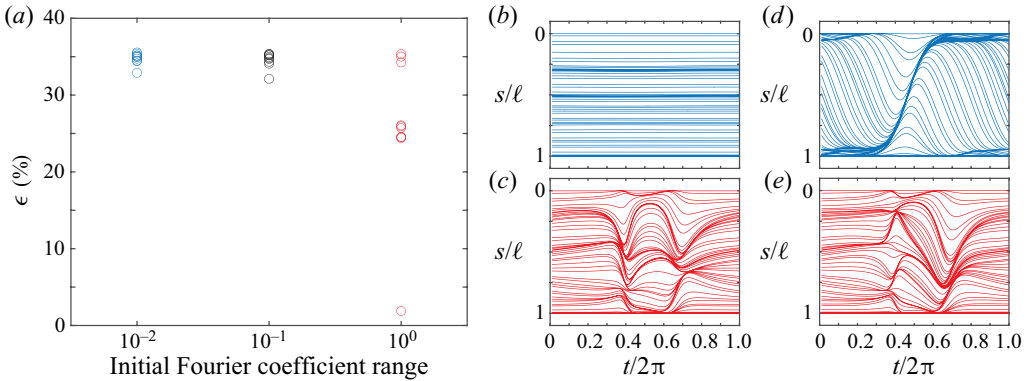 (a)
40
30
20
10
0
ϵ (%)
10⁻²
10⁻¹
10⁰
Initial Fourier coefficient range
(b)
0
s/ℓ
1
(d)
0
s/ℓ
1
(c)
0
s/ℓ
1
0 0.2 0.4 0.6 0.8 1.0
t/2π
(e)
0
s/ℓ
1
0 0.2 0.4 0.6 0.8 1.0
t/2π